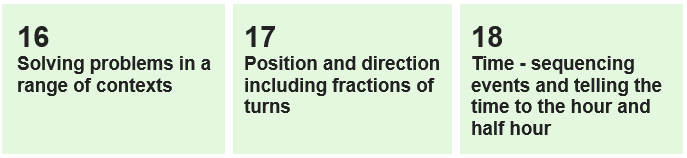 16
Solving problems in a
range of contexts
17
Position and direction
including fractions of
turns
18
Time - sequencing
events and telling the
time to the hour and
half hour